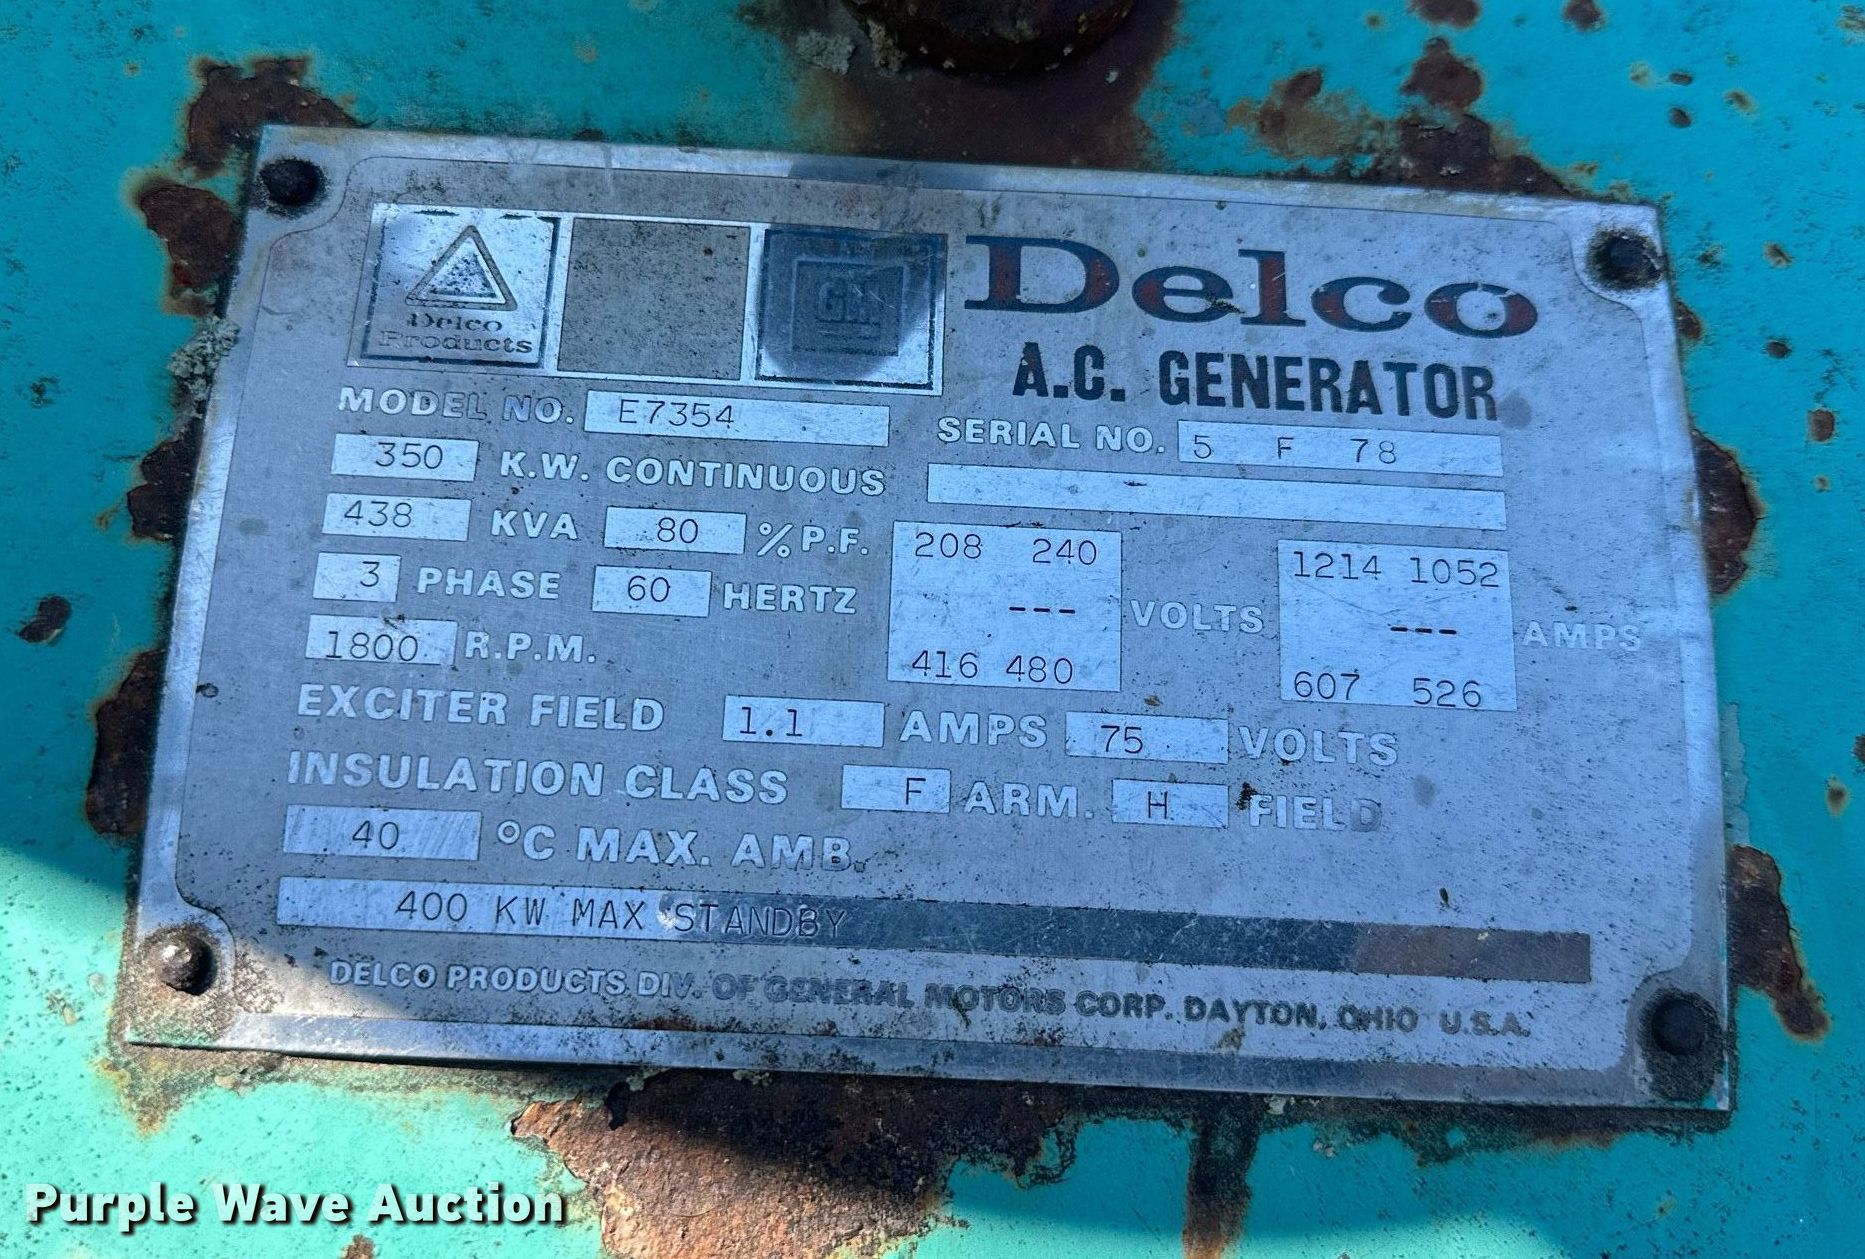 Delco
Products
GM
Delco
A.C. GENERATOR
MODEL NO. E7354
SERIAL NO. 5 F 78
350 K.W. CONTINUOUS
438 KVA 80 % P.F.
3 PHASE 60 HERTZ
1800 R.P.M.
208 240
---
416 480
VOLTS
1214 1052
---
607 526
AMPS
EXCITER FIELD 1.1 AMPS 75 VOLTS
INSULATION CLASS F ARM. H FIELD
40 °C MAX. AMB.
400 KW MAX STANDBY
DELCO PRODUCTS DIV. OF GENERAL MOTORS CORP. DAYTON, OHIO U.S.A.
Purple Wave Auction